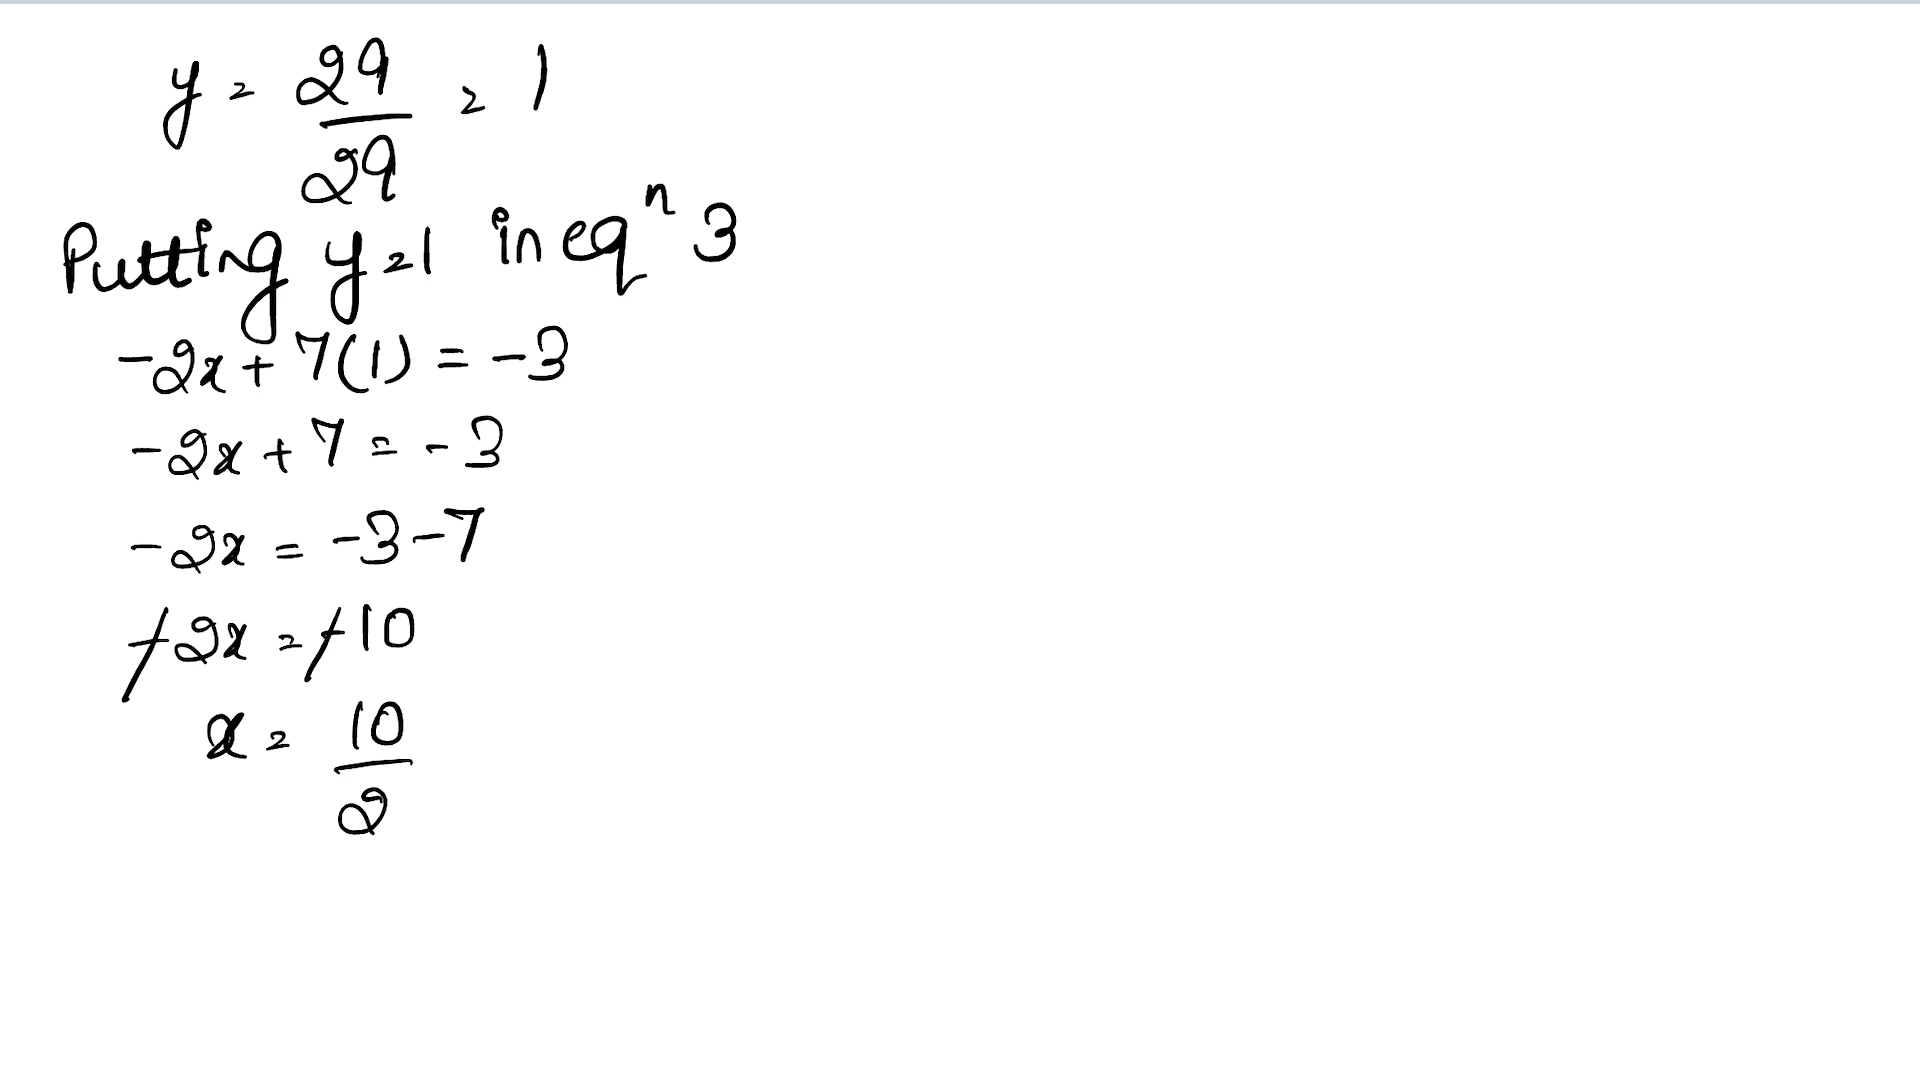 y = 29/29 = 1
Putting y=1 in eqⁿ 3
-2x + 7(1) = -3
-2x + 7 = -3
-2x = -3-7
-2x = -10
x = 10/2